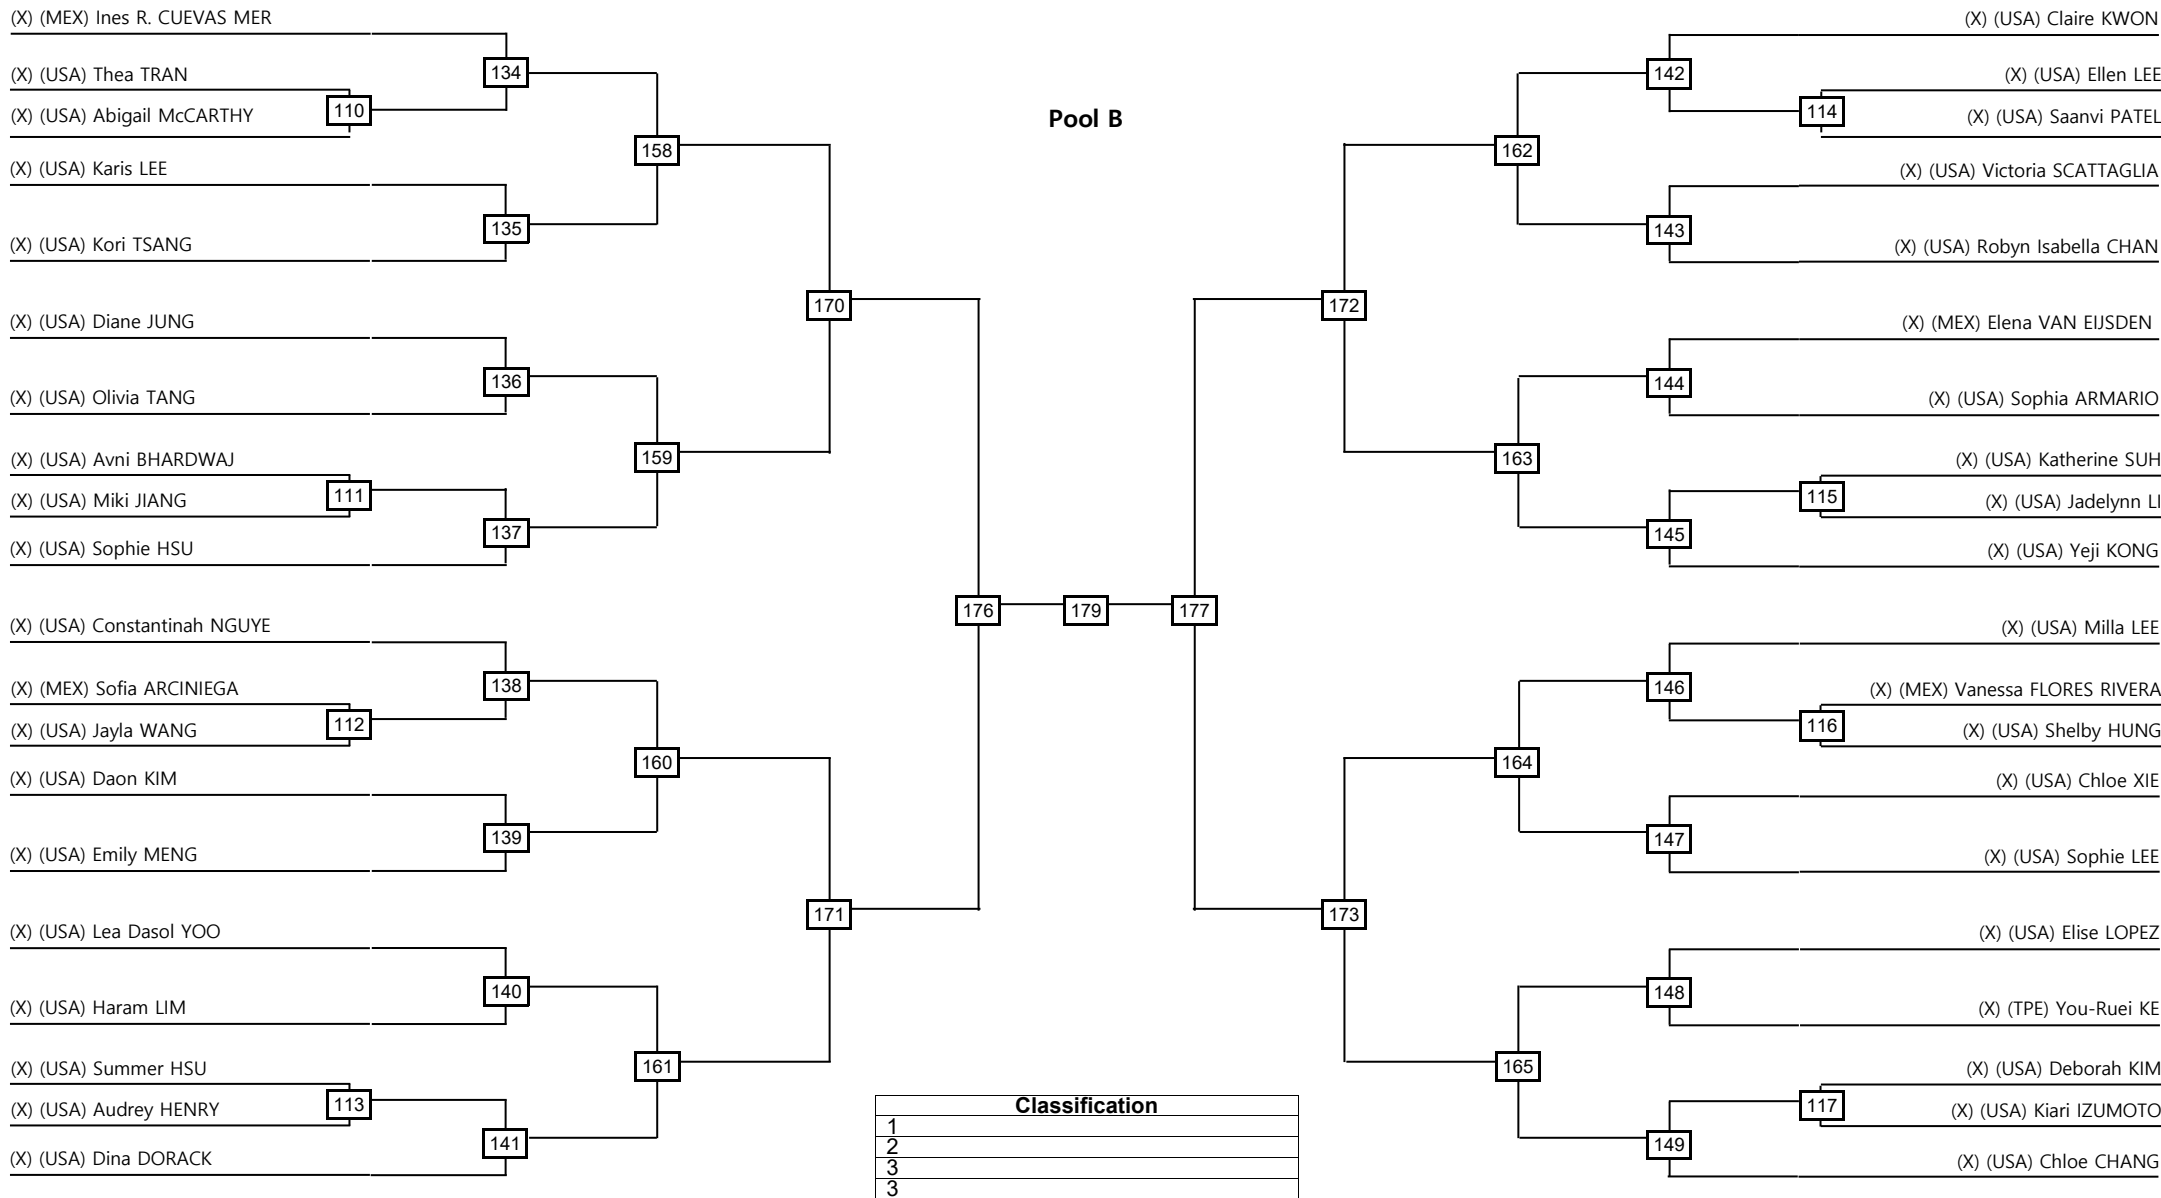 Pool B
(X) (MEX) Ines R. CUEVAS MER
(X) (USA) Thea TRAN
(X) (USA) Abigail McCARTHY
(X) (USA) Karis LEE
(X) (USA) Kori TSANG
(X) (USA) Diane JUNG
(X) (USA) Olivia TANG
(X) (USA) Avni BHARDWAJ
(X) (USA) Miki JIANG
(X) (USA) Sophie HSU
(X) (USA) Constantinah NGUYE
(X) (MEX) Sofia ARCINIEGA
(X) (USA) Jayla WANG
(X) (USA) Daon KIM
(X) (USA) Emily MENG
(X) (USA) Lea Dasol YOO
(X) (USA) Haram LIM
(X) (USA) Summer HSU
(X) (USA) Audrey HENRY
(X) (USA) Dina DORACK
110
111
112
113
134
135
136
137
138
139
140
141
158
159
160
161
170
171
176
179
177
172
173
162
163
164
165
142
143
144
145
146
147
148
149
114
115
116
117
(X) (USA) Claire KWON
(X) (USA) Ellen LEE
(X) (USA) Saanvi PATEL
(X) (USA) Victoria SCATTAGLIA
(X) (USA) Robyn Isabella CHAN
(X) (MEX) Elena VAN EIJSDEN
(X) (USA) Sophia ARMARIO
(X) (USA) Katherine SUH
(X) (USA) Jadelynn LI
(X) (USA) Yeji KONG
(X) (USA) Milla LEE
(X) (MEX) Vanessa FLORES RIVERA
(X) (USA) Shelby HUNG
(X) (USA) Chloe XIE
(X) (USA) Sophie LEE
(X) (USA) Elise LOPEZ
(X) (TPE) You-Ruei KE
(X) (USA) Deborah KIM
(X) (USA) Kiari IZUMOTO
(X) (USA) Chloe CHANG
Classification
1
2
3
3